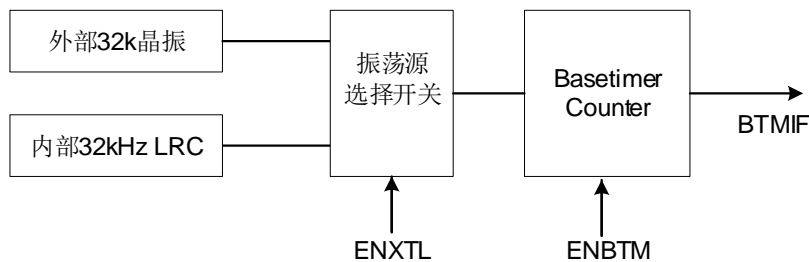 外部32k晶振
内部32kHz LRC
振荡源
选择开关
Basetimer
Counter
BTMIF
ENXTL
ENBTM